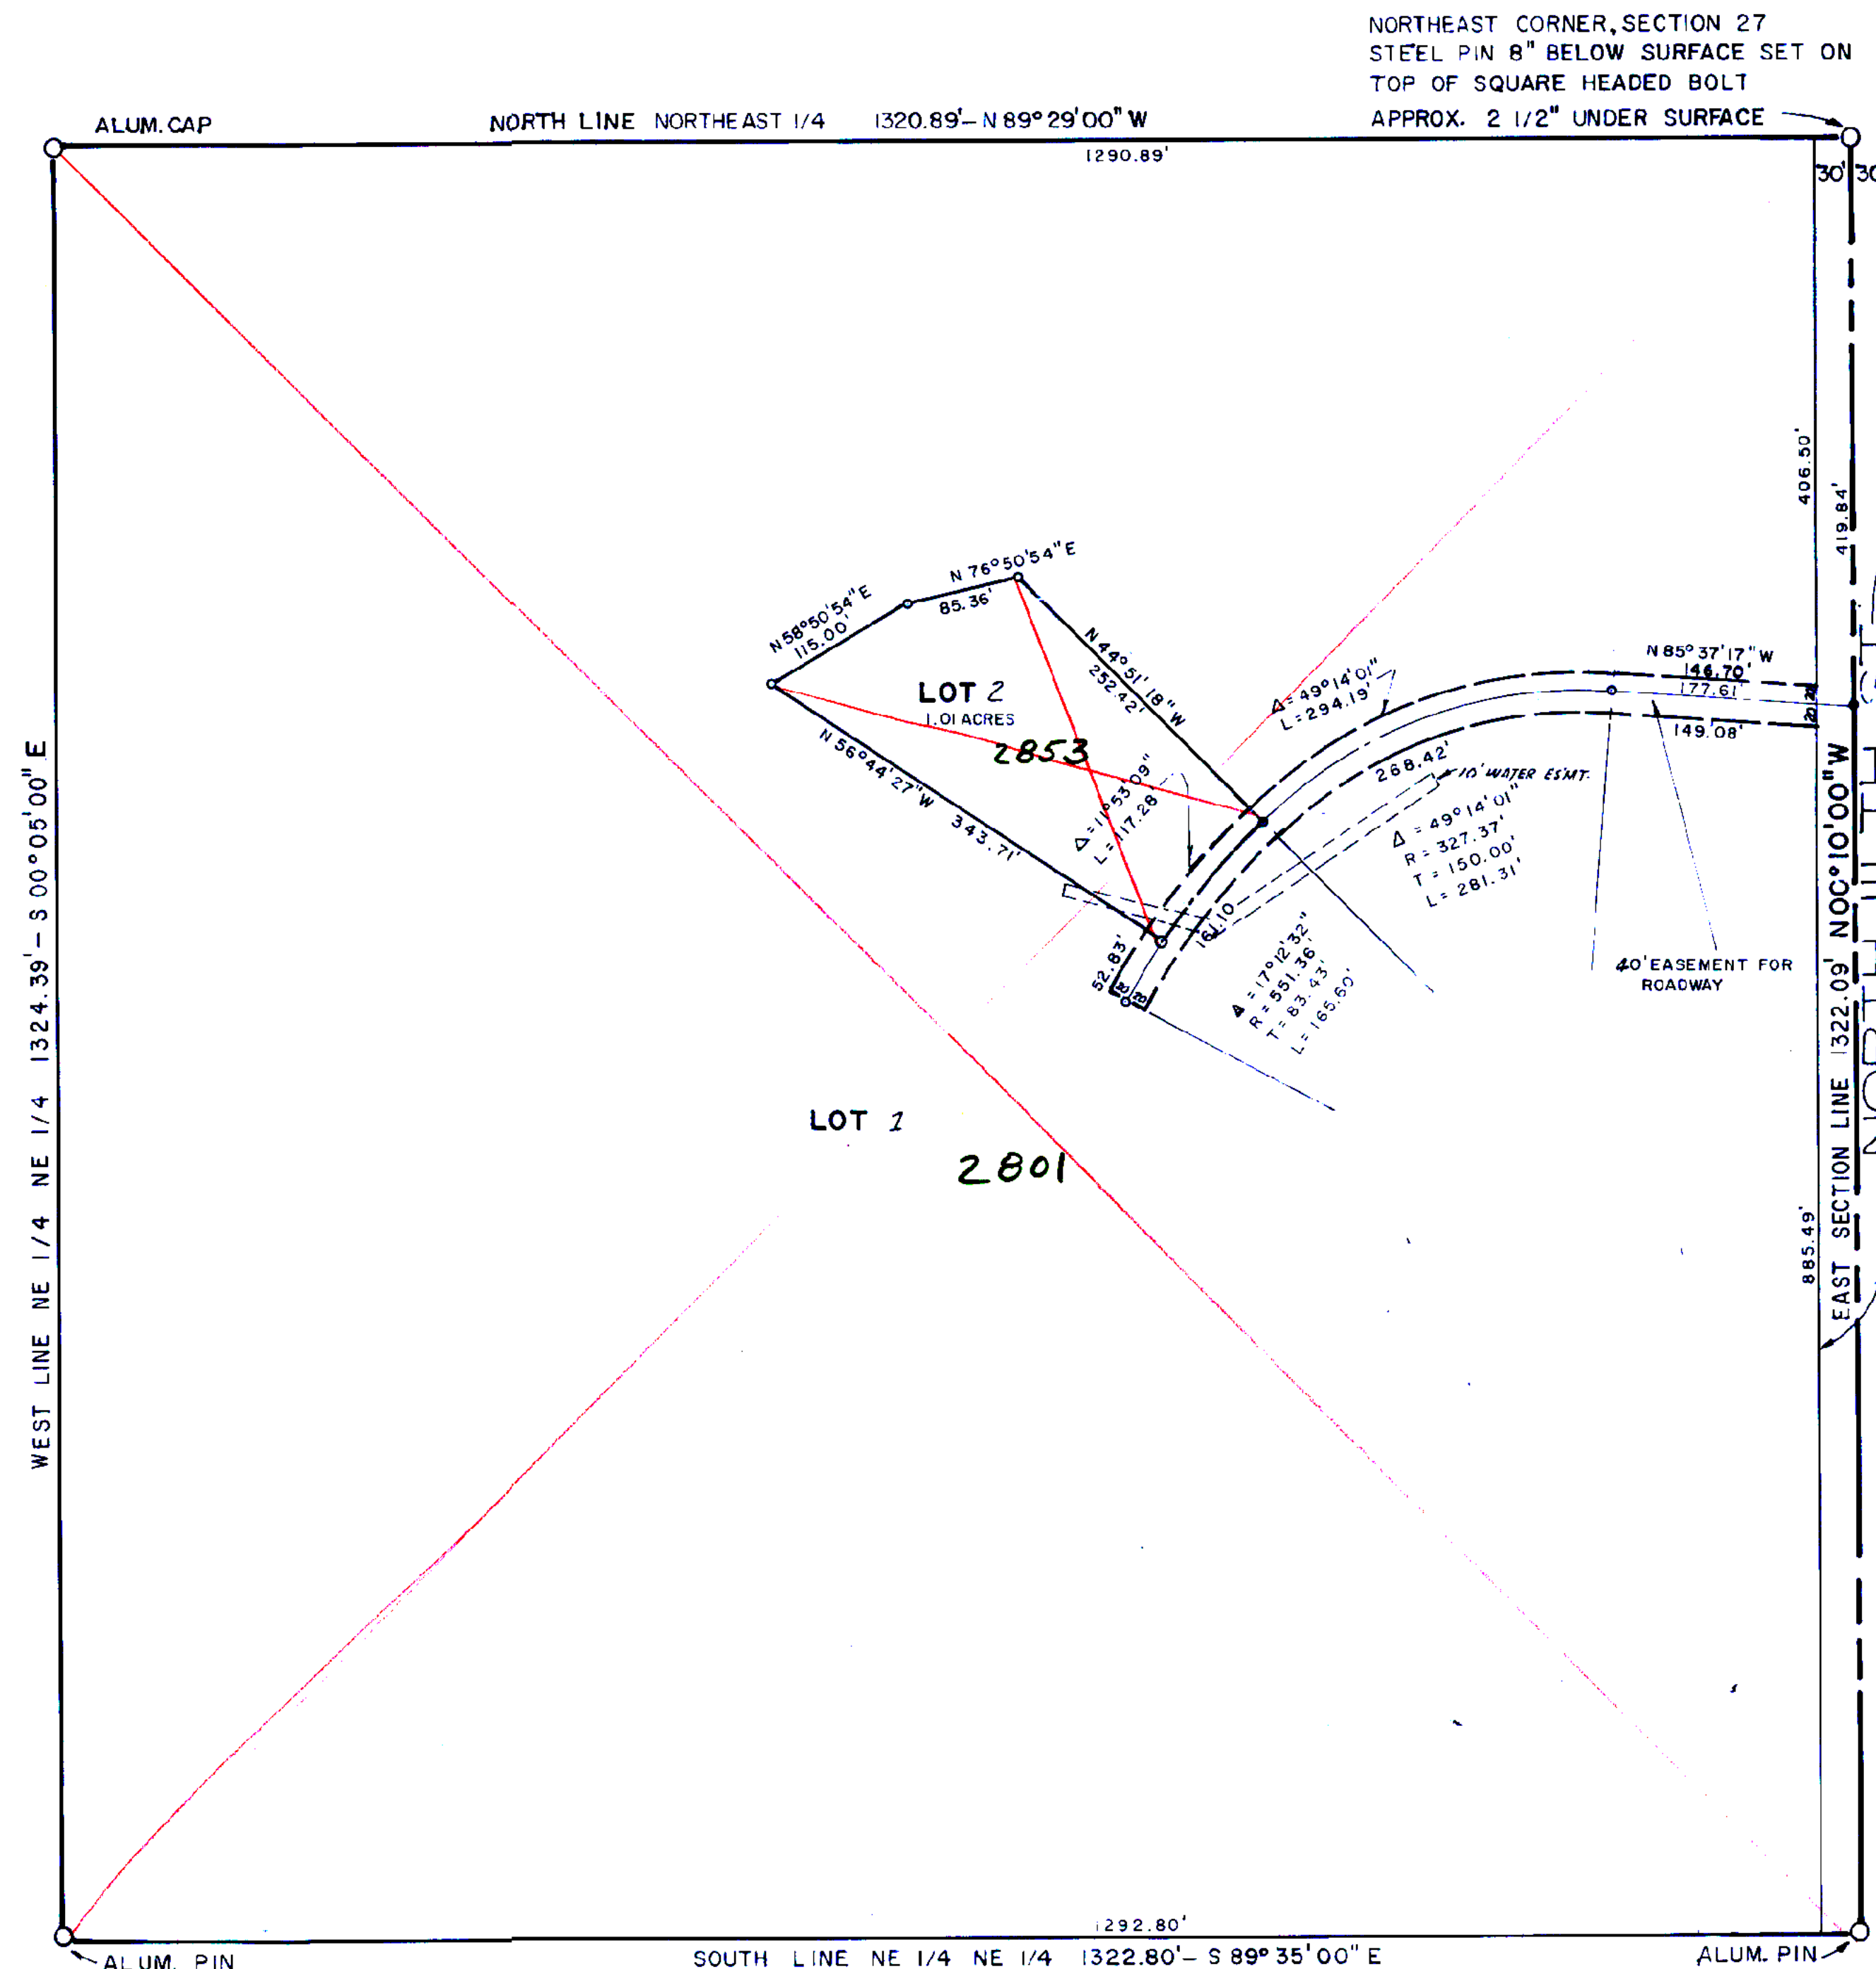 NORTHEAST CORNER, SECTION 27
STEEL PIN 8" BELOW SURFACE SET ON
TOP OF SQUARE HEADED BOLT
APPROX. 2 1/2" UNDER SURFACE
ALUM. CAP
NORTH LINE NORTHEAST 1/4 1320.89' – N 89° 29' 00" W
1290.89'
30' 30
406.50'
419.84'
N 76° 50' 54" E
85.36'
N 58° 50' 54" E
115.00'
N 44° 51' 18" W
252.42'
LOT 2
1.01 ACRES
2853
N 56° 44' 27" W
343.71'
Δ = 49° 14' 01"
L = 294.19'
N 85° 37' 17" W
146.70'
177.61'
20' 20'
149.08'
268.42'
10' WATER ES'MT.
Δ = 11° 53' 09"
L = 117.28'
Δ = 49° 14' 01"
R = 327.37'
T = 150.00'
L = 281.31'
161.10
52.83'
20 20
Δ = 17° 12' 32"
R = 551.36'
T = 83.43'
L = 165.60'
40' EASEMENT FOR
ROADWAY
WEST LINE NE 1/4 NE 1/4 1324.39' – S 00° 05' 00" E
EAST SECTION LINE 1322.09' N00° 10' 00" W
LOT 1
2801
885.49'
1292.80'
SOUTH LINE NE 1/4 NE 1/4 1322.80' – S 89° 35' 00" E
ALUM. PIN
ALUM. PIN